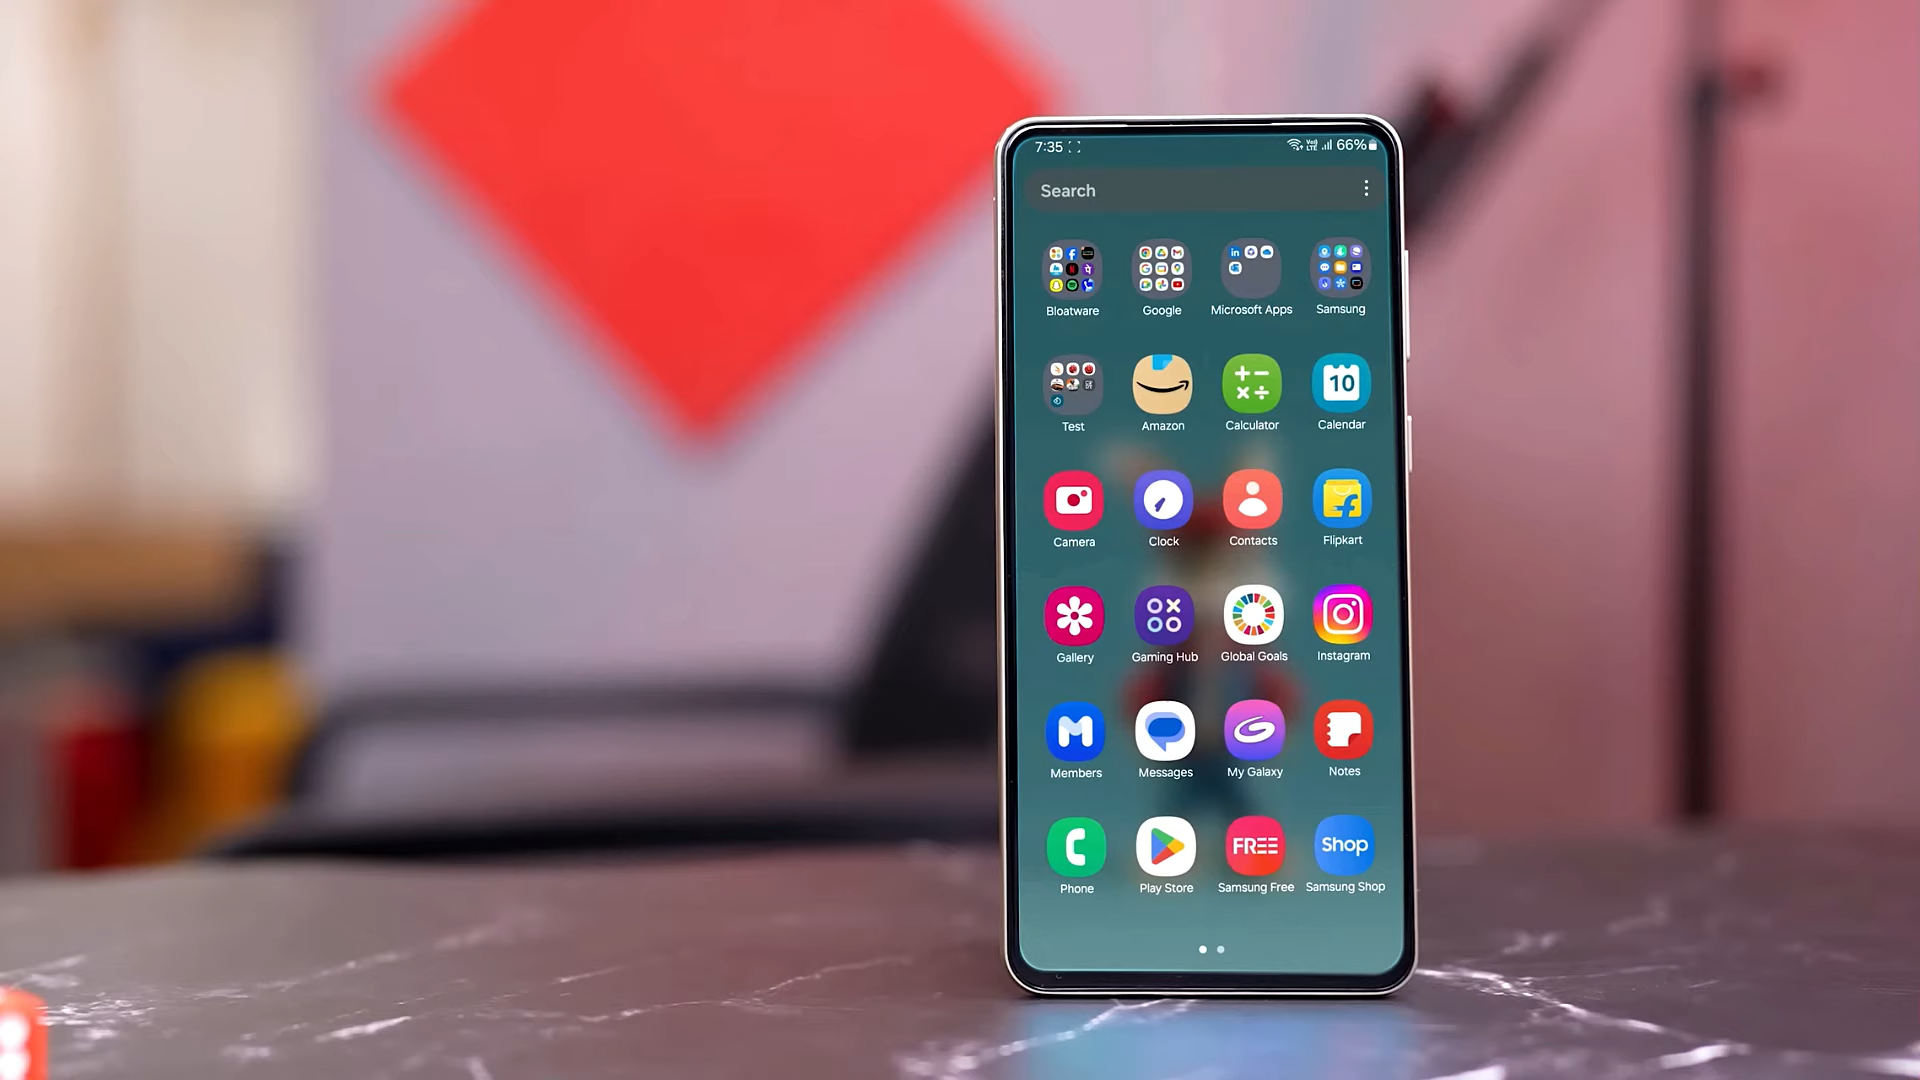 7:35 Vo) LTE 66%
Search
Bloatware Google Microsoft Apps Samsung
10
Test Amazon Calculator Calendar
Camera Clock Contacts Flipkart
Gallery Gaming Hub Global Goals Instagram
Members Messages My Galaxy Notes
FREE Shop
Phone Play Store Samsung Free Samsung Shop